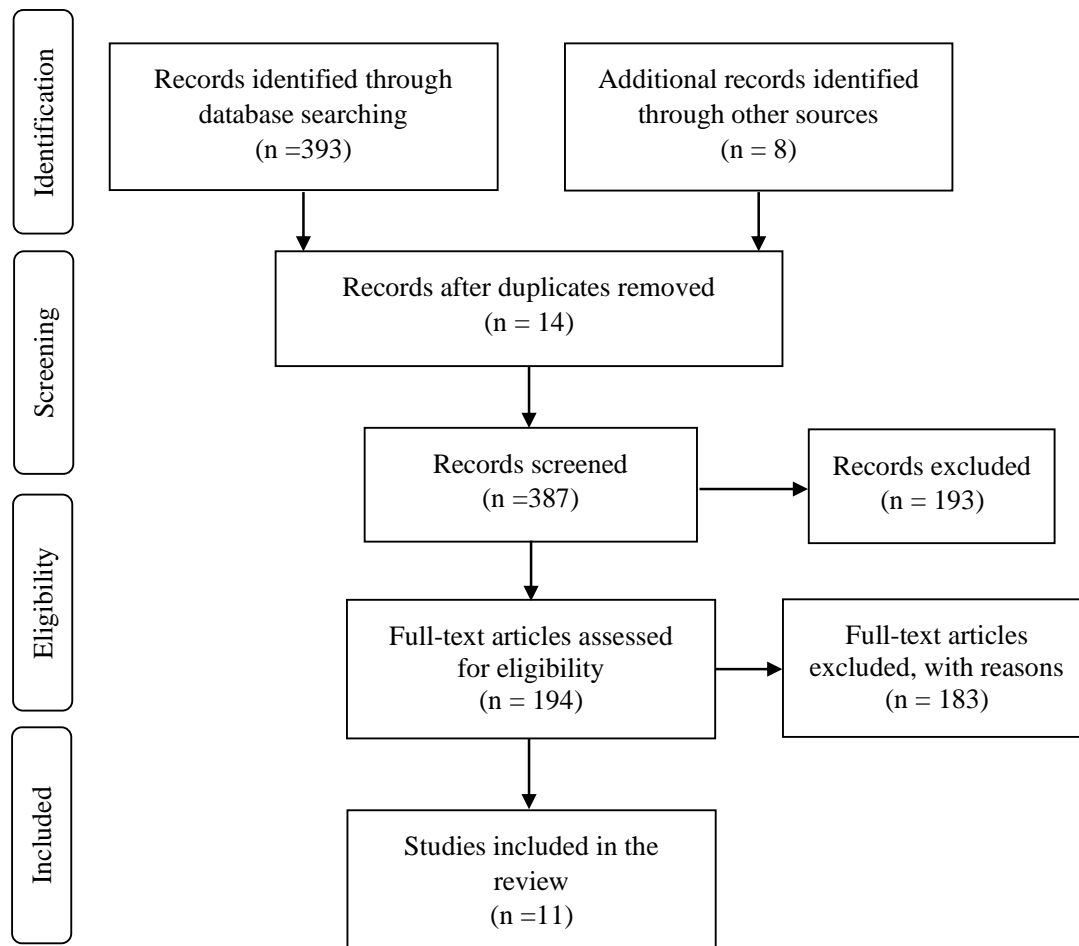 Identification
Records identified through
database searching
(n =393)
Additional records identified
through other sources
(n = 8)
Screening
Records after duplicates removed
(n = 14)
Records screened
(n =387)
Records excluded
(n = 193)
Eligibility
Full-text articles assessed
for eligibility
(n = 194)
Full-text articles
excluded, with reasons
(n = 183)
Included
Studies included in the
review
(n =11)